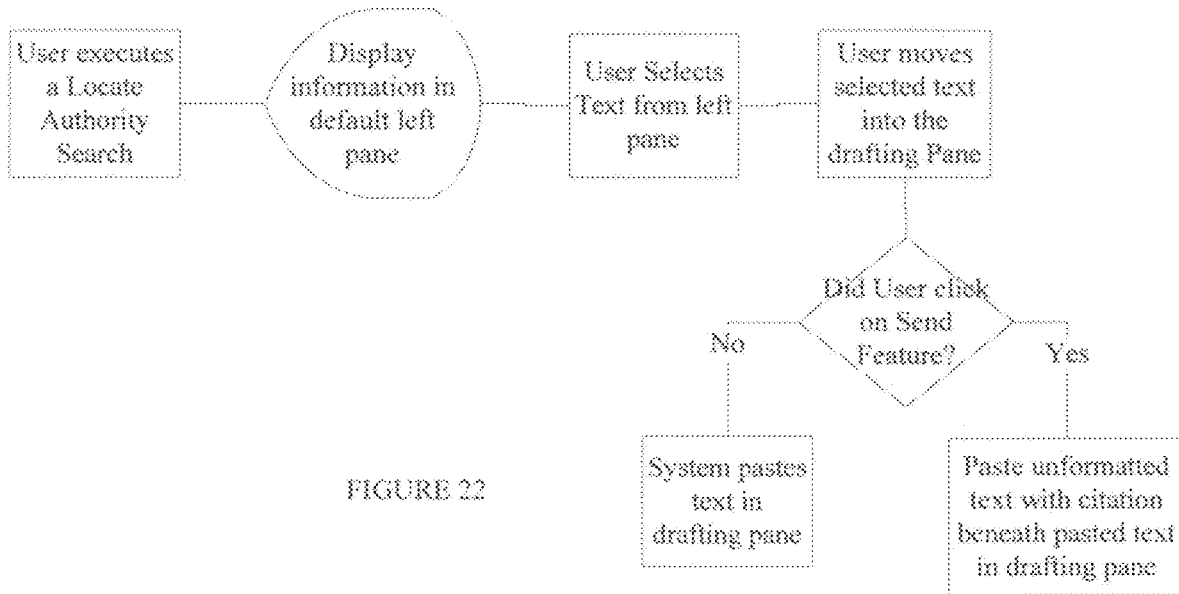 User executes
a Locate
Authority
Search
Display
information in
default left
pane
User Selects
Text from left
pane
User moves
selected text
into the
drafting Pane
Did User click
on Send
Feature?
No
Yes
System pastes
text in
drafting pane
Paste unformatted
text with citation
beneath pasted text
in drafting pane
FIGURE 22